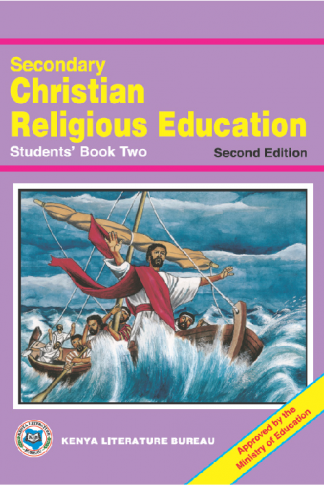 Secondary
Christian
Religious Education
Students' Book Two
Second Edition
Approved by the
Ministry of Education
KENYA LITERATURE BUREAU